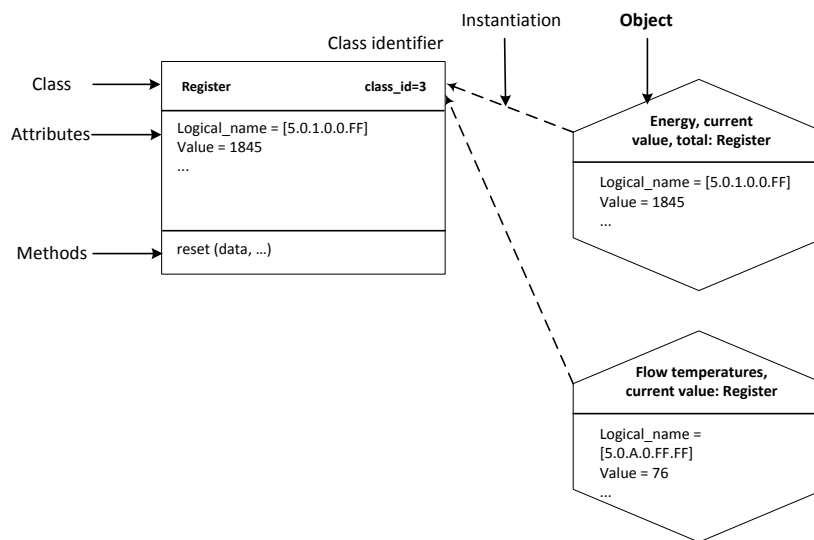 Instantiation
Object
Class identifier
Class
Register class_id=3
Attributes
Logical_name = [5.0.1.0.0.FF]
Value = 1845
...
Methods
reset (data, ...)
Energy, current
value, total: Register
Logical_name = [5.0.1.0.0.FF]
Value = 1845
...
Flow temperatures,
current value: Register
Logical_name =
[5.0.A.0.FF.FF]
Value = 76
...